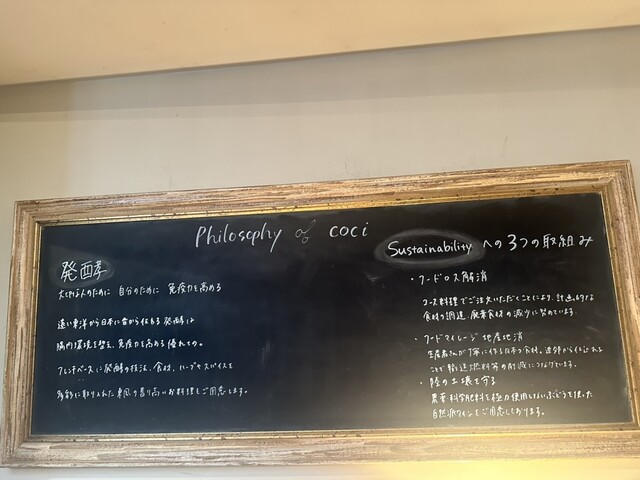 Philosophy of coci
発酵
大切な人のために 自分のために 免疫力を高める
遠い東洋から日本に昔から伝わる発酵は
腸内環境を整え、免疫力を高める優れもの。
フレンチベースに発酵の技法、食材、ハーブやスパイスを
多彩に取り入れた東風の香り高いお料理をご用意します。
Sustainability への3つの取組み
・フードロス解消
コース料理でご注文いただくことにより、計画的な
食材の調達、廃棄食材の減少に努めています。
・フードマイレージ 地産地消
生産者さんが丁寧に作る日本の食材。近郊から仕入れる
ことで輸送燃料等の削減につなげています。
・陸の土壌を守る
農薬や科学肥料を極力使用しないぶどうを使った
自然派ワインをご用意しております。